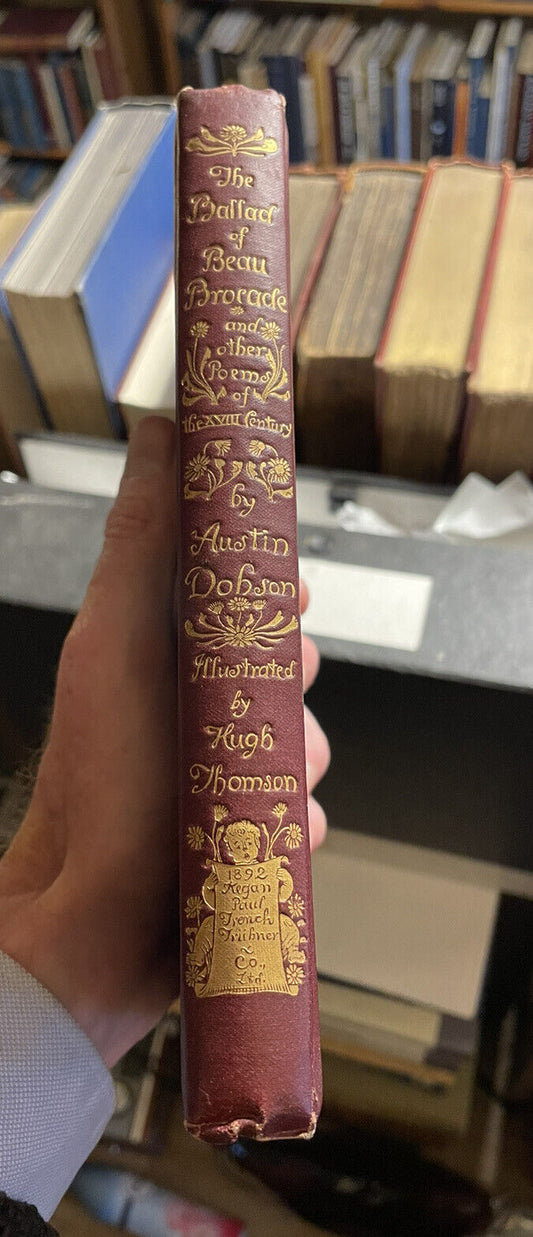 The
Ballad
of
Beau
Brocade
and
other
Poems
of
the XVIII Century
by
Austin
Dobson
Illustrated
by
Hugh
Thomson
1892
Kegan
Paul
Trench
Trübner
~
Co.,
Ltd.